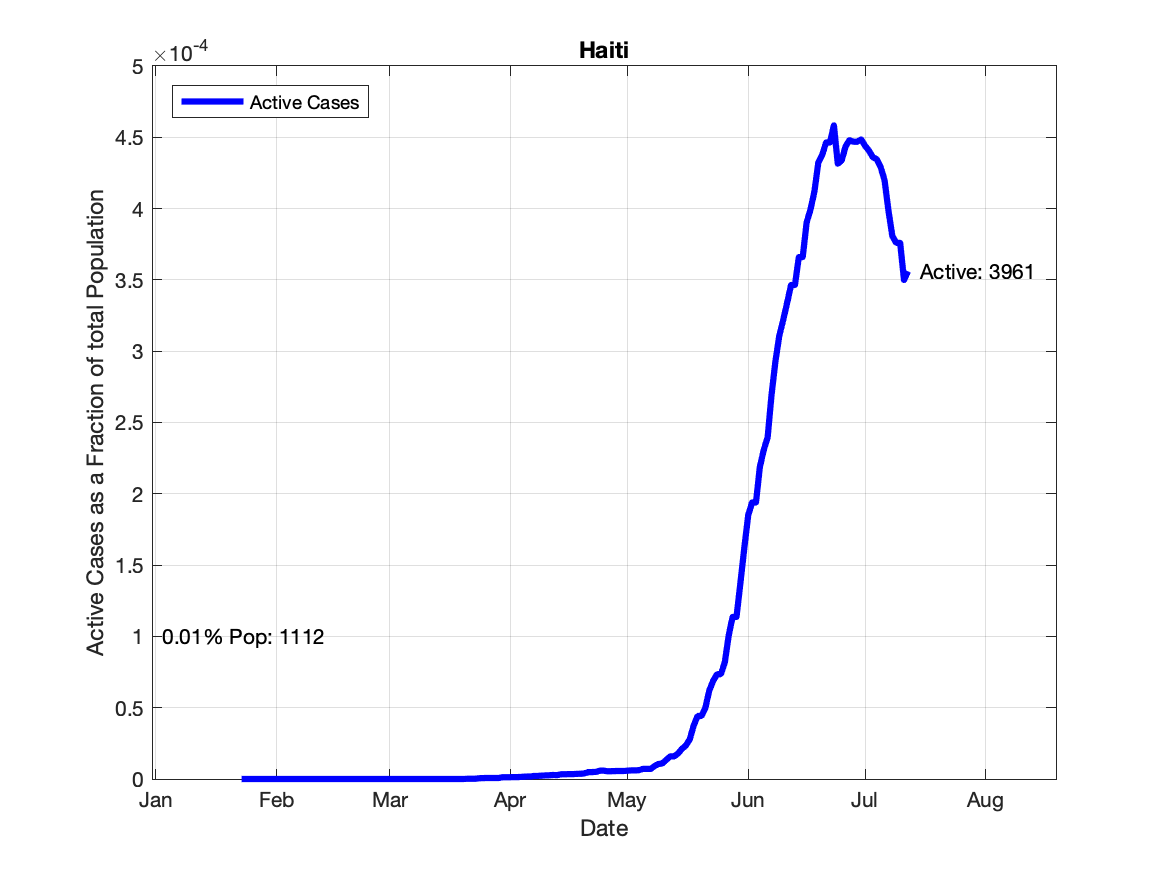 Haiti
×10-4
Active Cases
5
4.5
4
3.5
3
2.5
2
1.5
1
0.5
0
Active Cases as a Fraction of total Population
Active: 3961
0.01% Pop: 1112
Jan Feb Mar Apr May Jun Jul Aug
Date